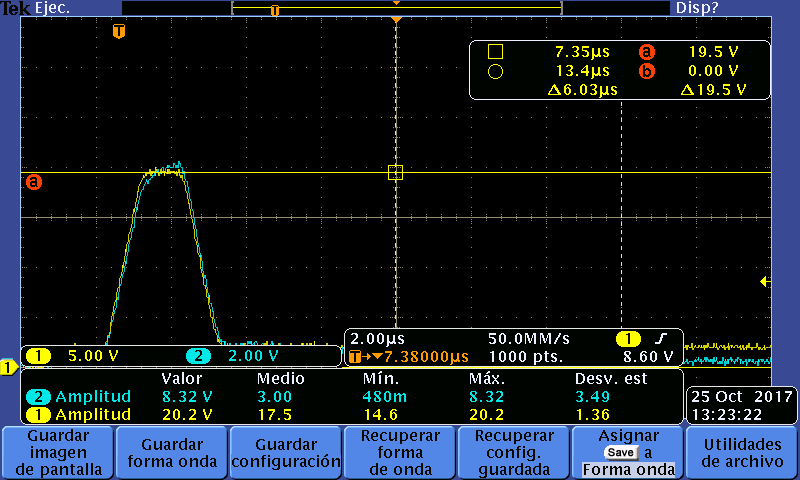 Tek Ejec. Disp?
T
T
7.35µs a 19.5 V
13.4µs b 0.00 V
Δ6.03µs Δ19.5 V
a
1 5.00 V 2 2.00 V
2.00µs 50.0MM/s 1
T→▼7.38000µs 1000 pts. 8.60 V
1
Valor Medio Mín. Máx. Desv. est
2 Amplitud 8.32 V 3.00 480m 8.32 3.49
1 Amplitud 20.2 V 17.5 14.6 20.2 1.36
25 Oct 2017
13:23:22
Guardar imagen de pantalla
Guardar forma onda
Guardar configuración
Recuperar forma de onda
Recuperar config. guardada
Asignar Save a Forma onda
Utilidades de archivo